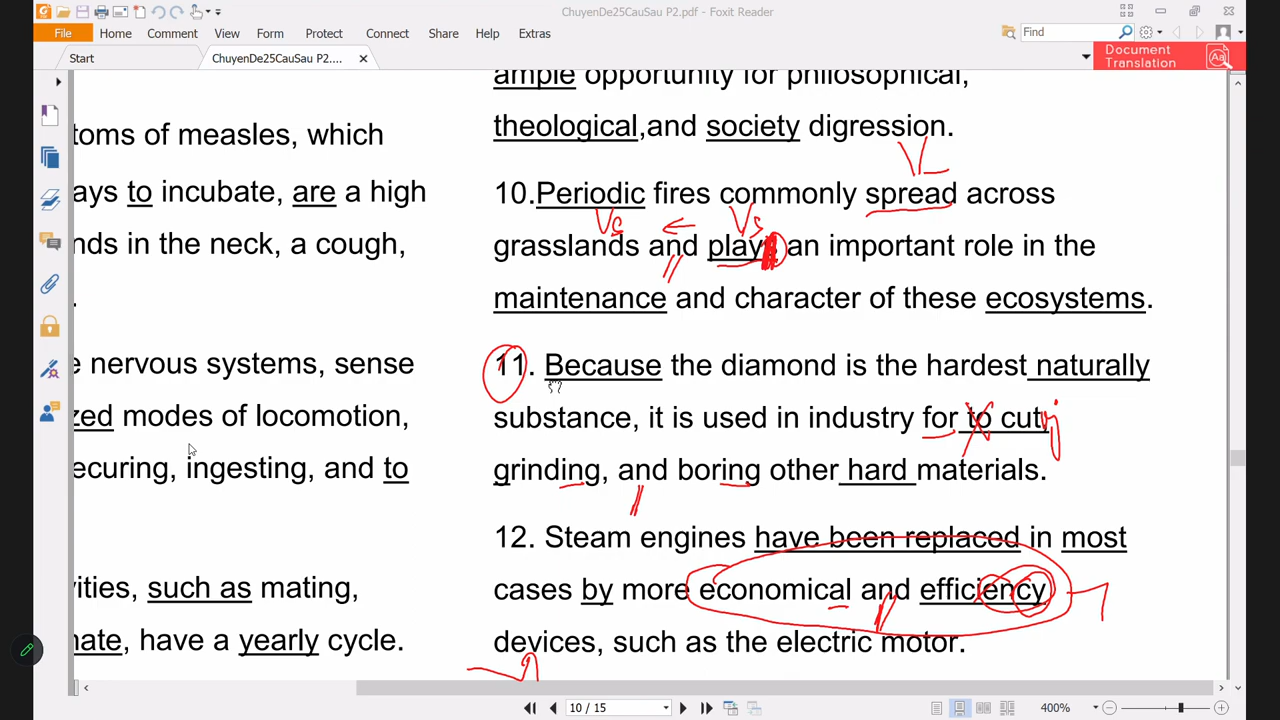 ChuyenDe25CauSau P2.pdf - Foxit Reader
File Home Comment View Form Protect Connect Share Help Extras
Find
Document Translation
Start
ChuyenDe25CauSau P2....
toms of measles, which
ays to incubate, are a high
nds in the neck, a cough,
.
e nervous systems, sense
zed modes of locomotion,
ecuring, ingesting, and to
vities, such as mating,
nate, have a yearly cycle.
ample opportunity for philosophical,
theological,and society digression.
10.Periodic fires commonly spread across
grasslands and plays an important role in the
maintenance and character of these ecosystems.
11. Because the diamond is the hardest naturally
substance, it is used in industry for to cut,
grinding, and boring other hard materials.
12. Steam engines have been replaced in most
cases by more economical and efficiency
devices, such as the electric motor.
Vs
Vs
10 / 15
400%